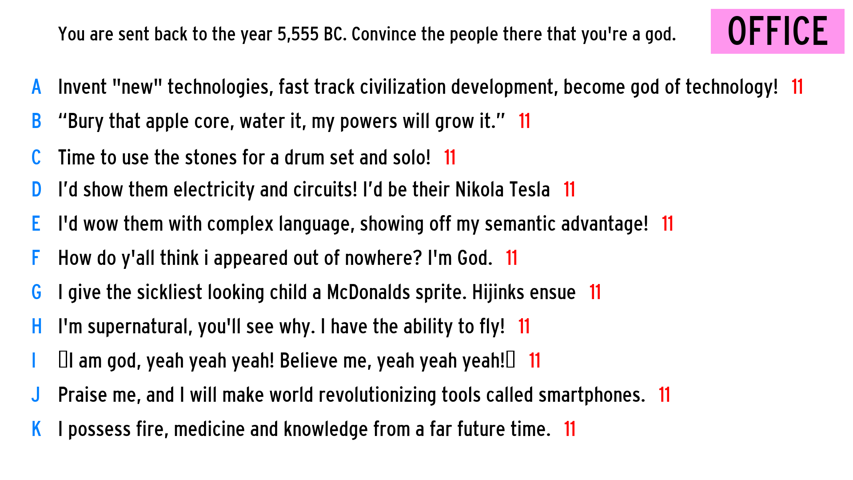 You are sent back to the year 5,555 BC. Convince the people there that you're a god.
OFFICE
A Invent "new" technologies, fast track civilization development, become god of technology! 11
B “Bury that apple core, water it, my powers will grow it.” 11
C Time to use the stones for a drum set and solo! 11
D I’d show them electricity and circuits! I’d be their Nikola Tesla 11
E I'd wow them with complex language, showing off my semantic advantage! 11
F How do y'all think i appeared out of nowhere? I'm God. 11
G I give the sickliest looking child a McDonalds sprite. Hijinks ensue 11
H I'm supernatural, you'll see why. I have the ability to fly! 11
I I am god, yeah yeah yeah! Believe me, yeah yeah yeah! 11
J Praise me, and I will make world revolutionizing tools called smartphones. 11
K I possess fire, medicine and knowledge from a far future time. 11